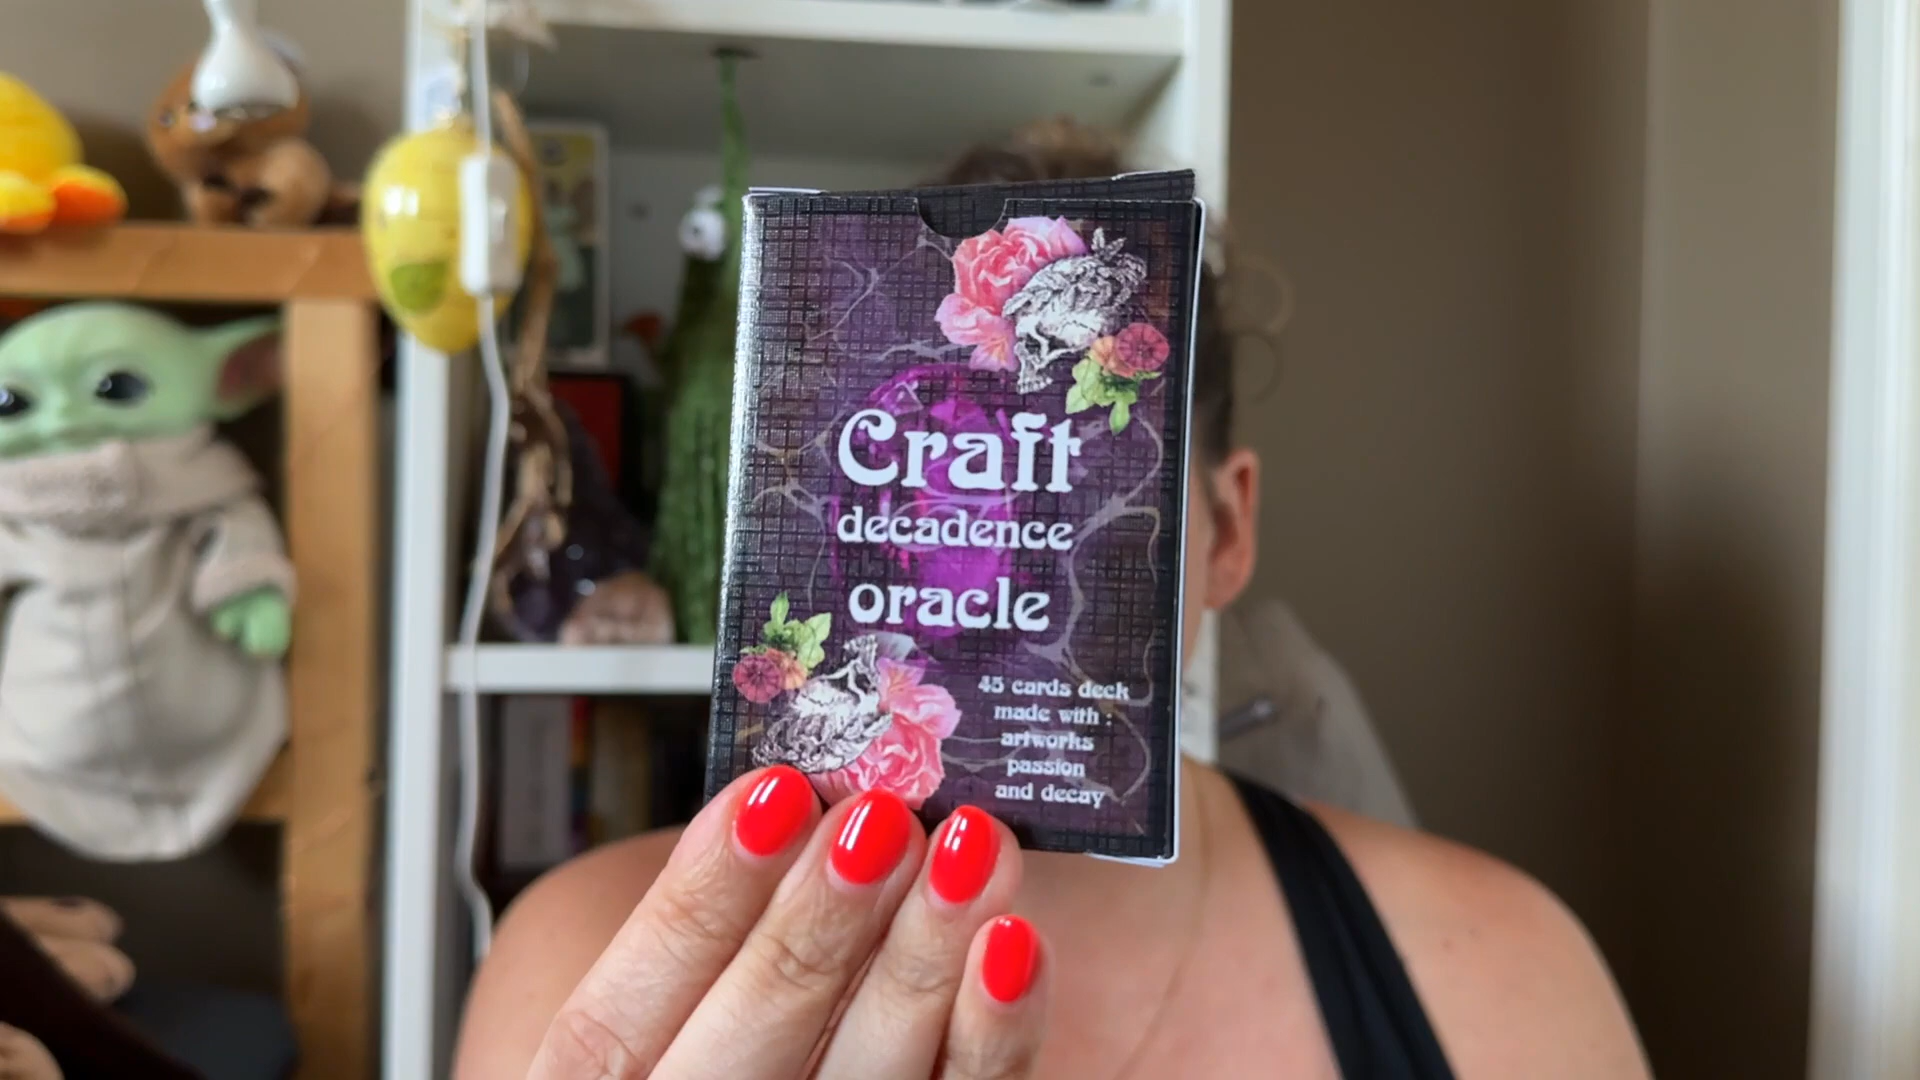 Craft
decadence
oracle
45 cards deck
made with :
artworks
passion
and decay